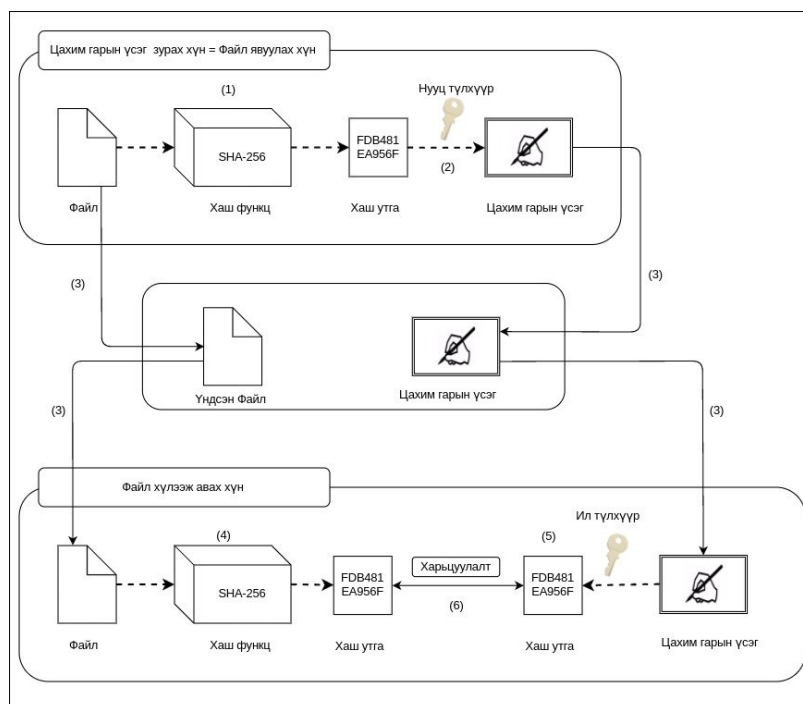 Цахим гарын үсэг зурах хүн = Файл явуулах хүн
(1)
Нууц түлхүүр
SHA-256
FDB481
EA956F
(2)
Файл
Хаш функц
Хаш утга
Цахим гарын үсэг
(3)
(3)
Үндсэн Файл
Цахим гарын үсэг
(3)
(3)
Файл хүлээж авах хүн
(4)
(5)
Ил түлхүүр
SHA-256
FDB481
EA956F
Харьцуулалт
(6)
FDB481
EA956F
Файл
Хаш функц
Хаш утга
Хаш утга
Цахим гарын үсэг